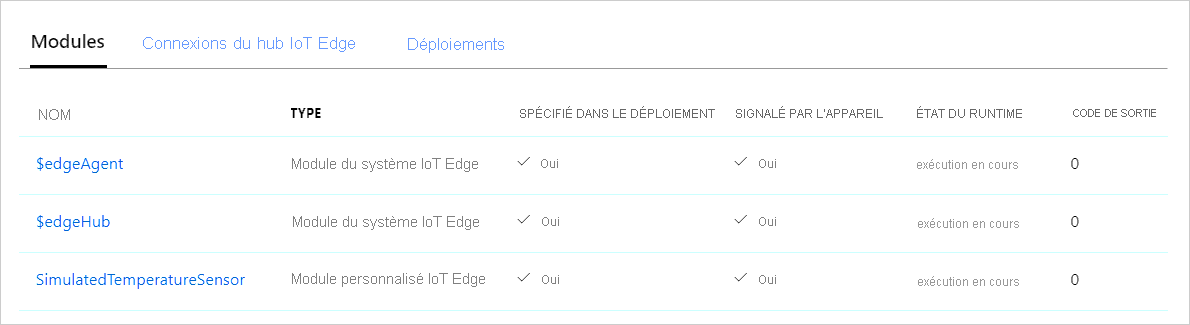 Modules Connexions du hub IoT Edge Déploiements
NOM TYPE SPÉCIFIÉ DANS LE DÉPLOIEMENT SIGNALÉ PAR L'APPAREIL ÉTAT DU RUNTIME CODE DE SORTIE
$edgeAgent Module du système IoT Edge Oui Oui exécution en cours 0
$edgeHub Module du système IoT Edge Oui Oui exécution en cours 0
SimulatedTemperatureSensor Module personnalisé IoT Edge Oui Oui exécution en cours 0